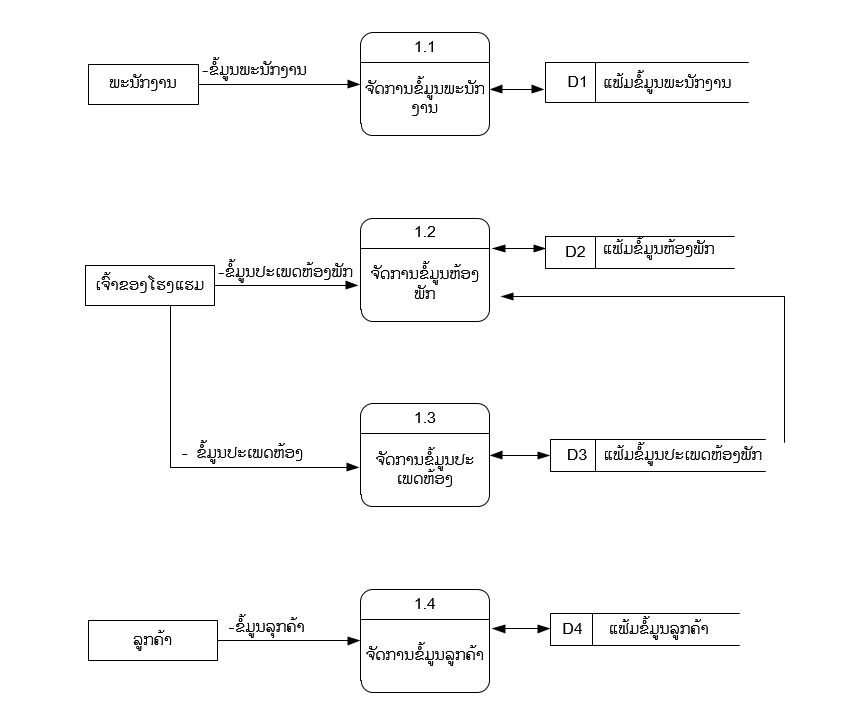 1.1
ພະນັກງານ
-ຂໍ້ມູນພະນັກງານ
ຈັດການຂໍ້ມູນພະນັກ
ງານ
D1
ແຟ້ມຂໍ້ມູນພະນັກງານ
1.2
ເຈົ້າຂອງໂຮງແຮມ
-ຂໍ້ມູນປະເພດຫ້ອງພັກ
ຈັດການຂໍ້ມູນຫ້ອງ
ພັກ
D2
ແຟ້ມຂໍ້ມູນຫ້ອງພັກ
1.3
- ຂໍ້ມູນປະເພດຫ້ອງ
ຈັດການຂໍ້ມູນປະ
ເພດຫ້ອງ
D3
ແຟ້ມຂໍ້ມູນປະເພດຫ້ອງພັກ
1.4
ລູກຄ້າ
-ຂໍ້ມູນລຸກຄ້າ
ຈັດການຂໍ້ມູນລູກຄ້າ
D4
ແຟ້ມຂໍ້ມູນລູກຄ້າ